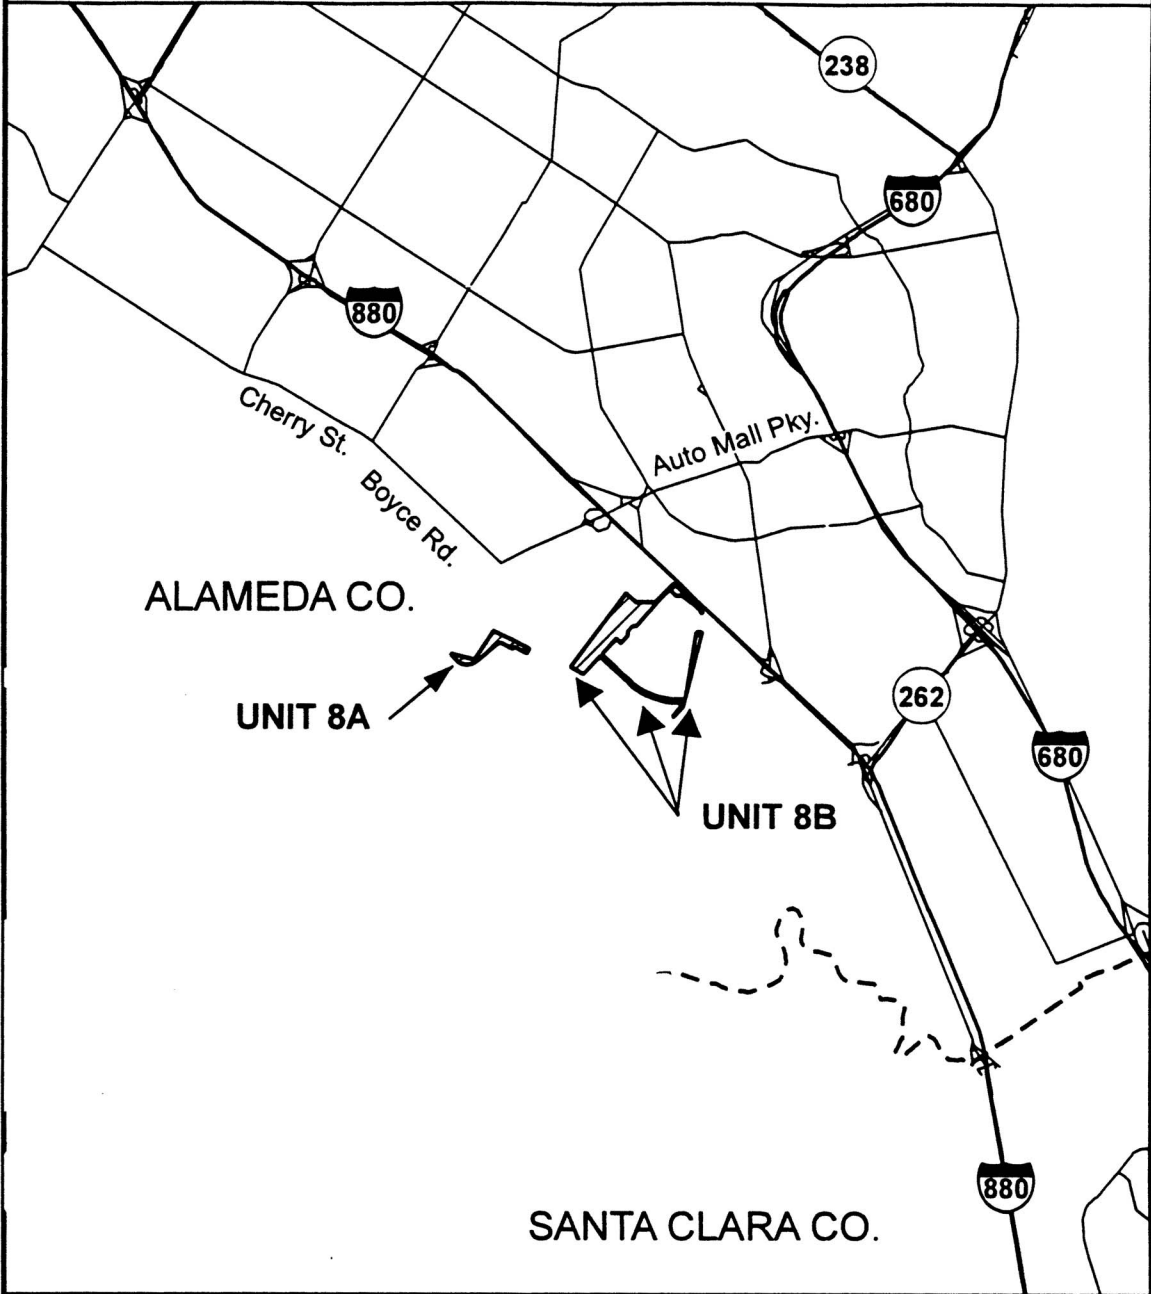 238
680
880
Cherry St.
Auto Mall Pky.
Boyce Rd.
ALAMEDA CO.
UNIT 8A
262
680
UNIT 8B
880
SANTA CLARA CO.